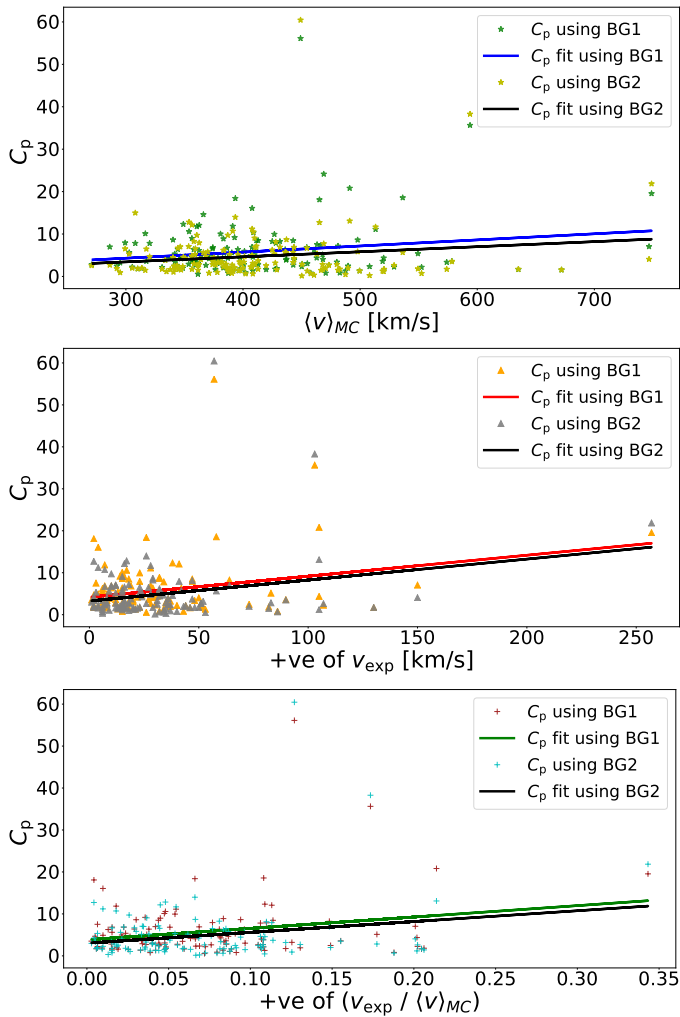 60
50
40
30
20
10
0
C_p
C_p using BG1
C_p fit using BG1
C_p using BG2
C_p fit using BG2
300 400 500 600 700
⟨v⟩_MC [km/s]
60
50
40
30
20
10
0
C_p
C_p using BG1
C_p fit using BG1
C_p using BG2
C_p fit using BG2
0 50 100 150 200 250
+ve of v_exp [km/s]
60
50
40
30
20
10
0
C_p
C_p using BG1
C_p fit using BG1
C_p using BG2
C_p fit using BG2
0.00 0.05 0.10 0.15 0.20 0.25 0.30 0.35
+ve of (v_exp / ⟨v⟩_MC)